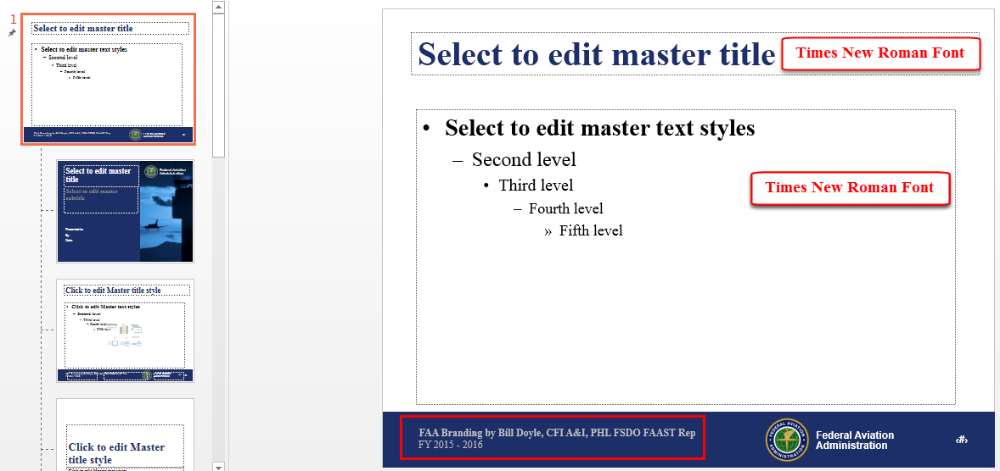 1
Select to edit master title
• Select to edit master text styles
– Second level
• Third level
– Fourth level
» Fifth level
Federal Aviation
Administration
Select to edit master
title
Federal Aviation
Administration
Select to edit master
subtitle
Presented to:
By:
Date:
Click to edit Master title style
• Click to edit Master text styles
– Second level
• Third level
– Fourth level
» Fifth level
Click to edit Master
title style
Select to edit master title
Times New Roman Font
• Select to edit master text styles
– Second level
• Third level
– Fourth level
» Fifth level
Times New Roman Font
FAA Branding by Bill Doyle, CFI A&I, PHL FSDO FAAST Rep
FY 2015 - 2016
FEDERAL AVIATION
ADMINISTRATION
Federal Aviation
Administration
‹#›